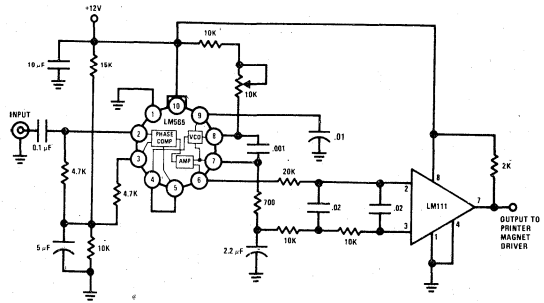 +12V
10K
10 µF
15K
10K
INPUT
LM565
1
10
9
2
PHASE
COMP
VCO
8
.01
0.1 µF
3
AMP
7
.001
8
2K
4.7K
4
5
6
20K
2
4.7K
700
.02
.02
LM111
7
OUTPUT TO
PRINTER
MAGNET
DRIVER
5 µF
10K
2.2 µF
10K
10K
3
1
4